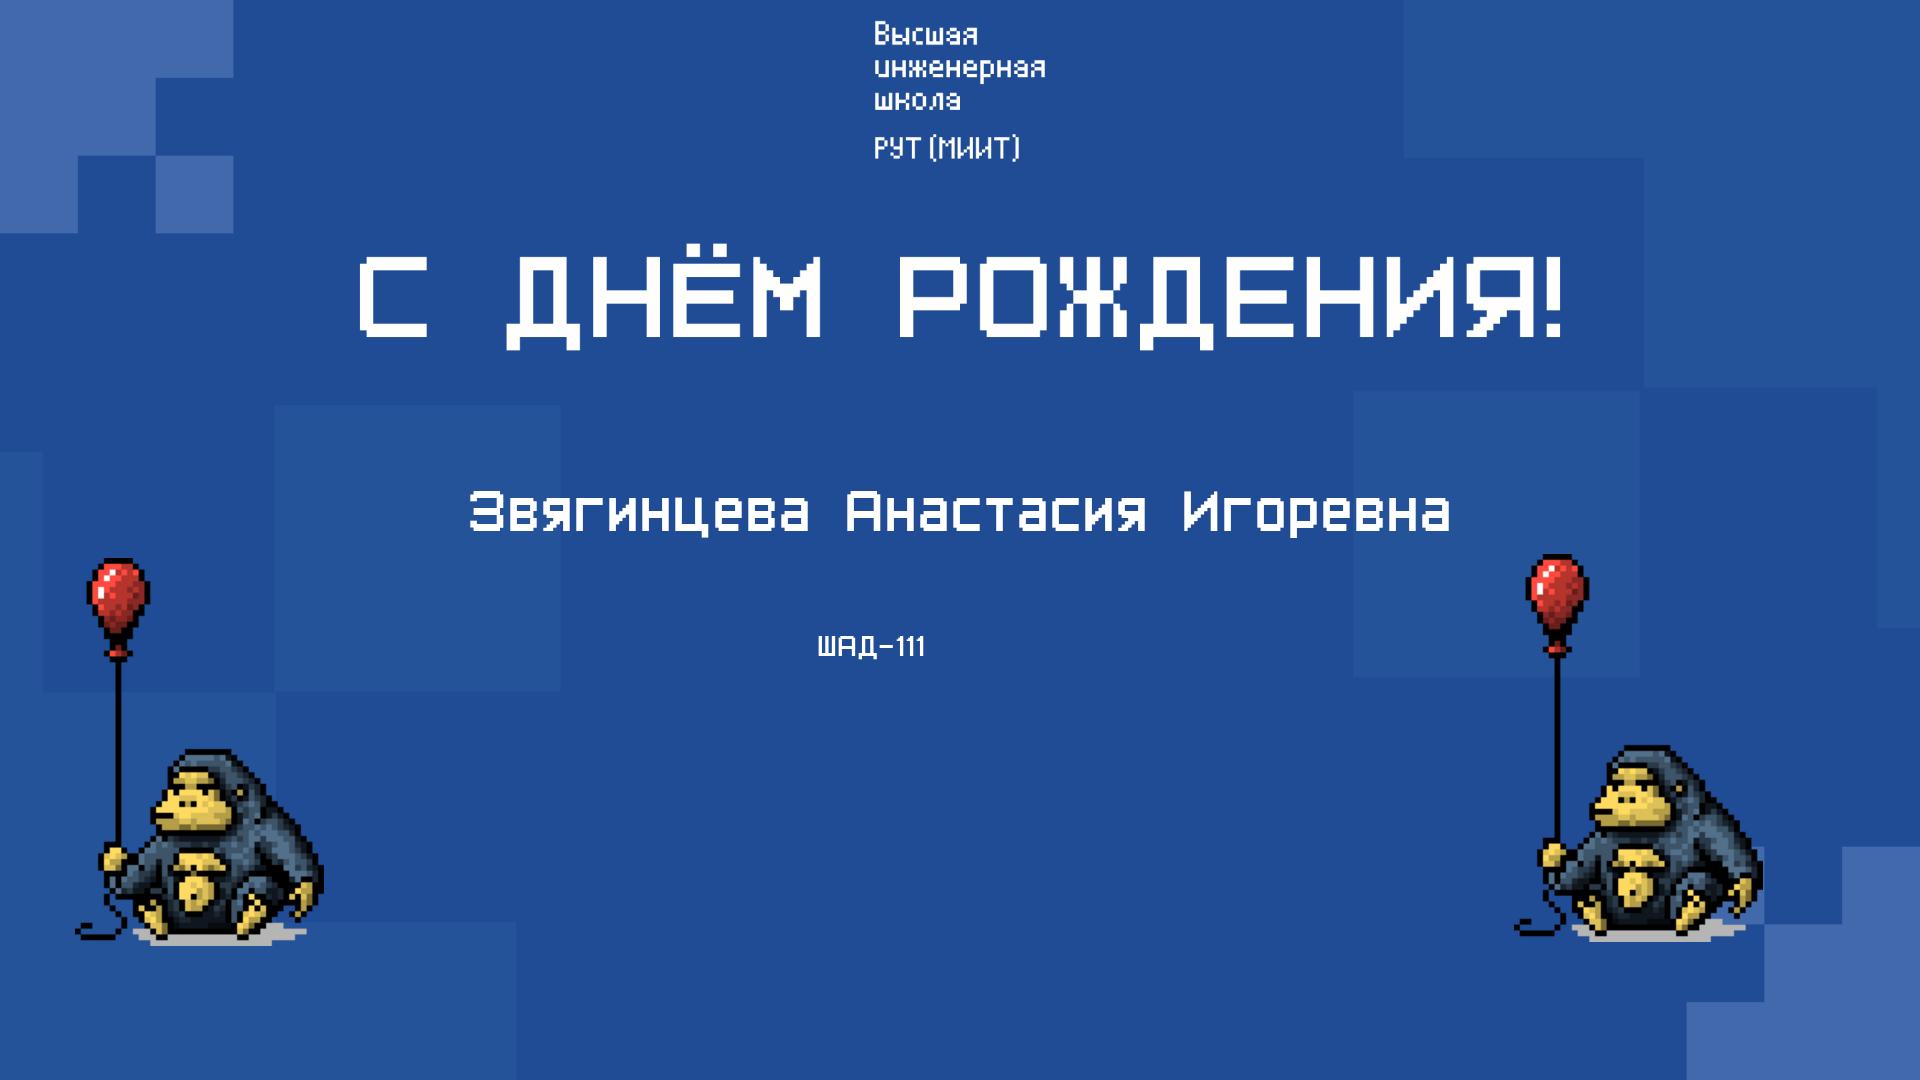 Высшая
инженерная
школа
РУТ (МИИТ)
С ДНЁМ РОЖДЕНИЯ!
Звягинцева Анастасия Игоревна
ШАД-111